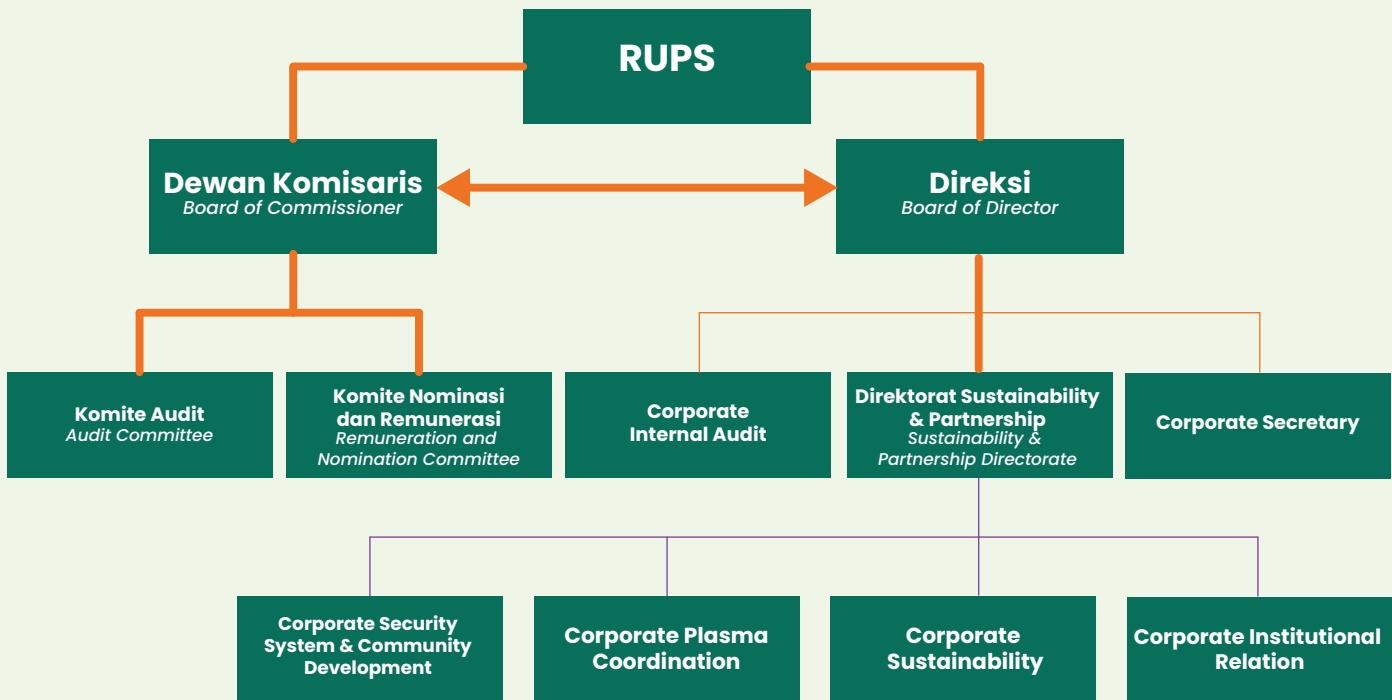 RUPS
Dewan Komisaris
Board of Commissioner
Direksi
Board of Director
Komite Audit
Audit Committee
Komite Nominasi
dan Remunerasi
Remuneration and
Nomination Committee
Corporate
Internal Audit
Direktorat Sustainability
& Partnership
Sustainability &
Partnership Directorate
Corporate Secretary
Corporate Security
System & Community
Development
Corporate Plasma
Coordination
Corporate
Sustainability
Corporate Institutional
Relation